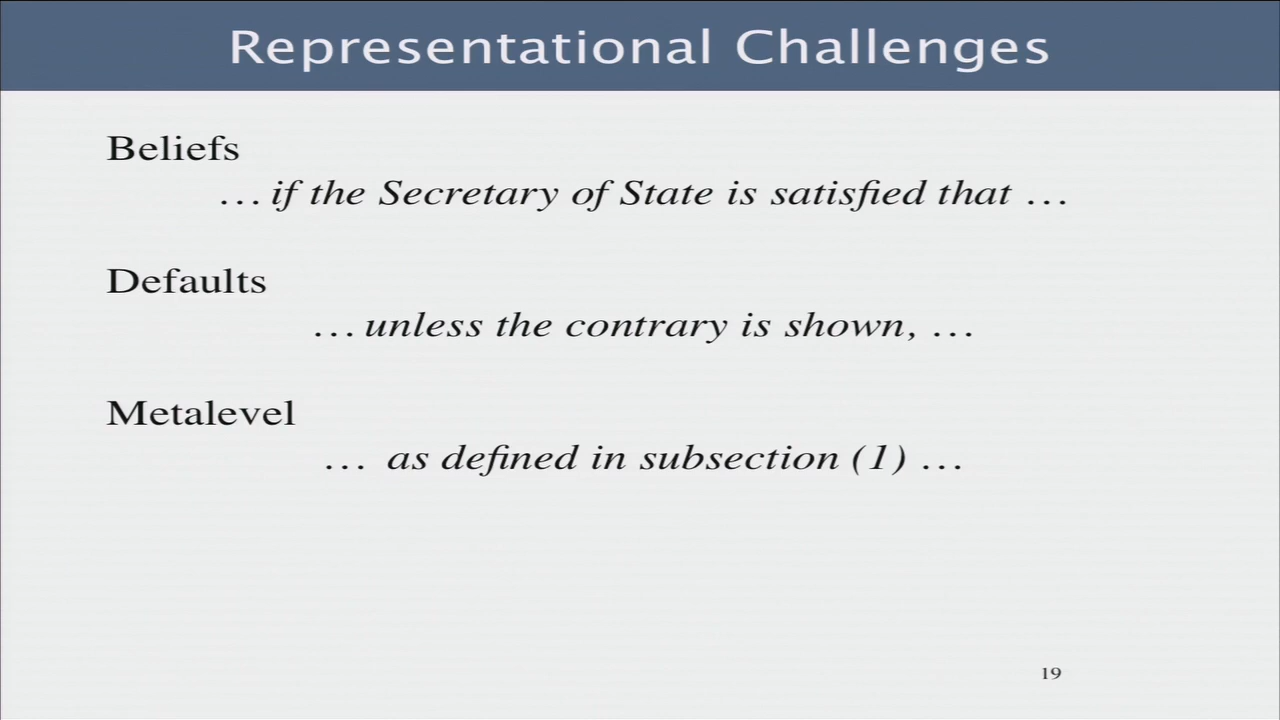 Representational Challenges
Beliefs
… if the Secretary of State is satisfied that …
Defaults
… unless the contrary is shown, …
Metalevel
… as defined in subsection (1) …
19